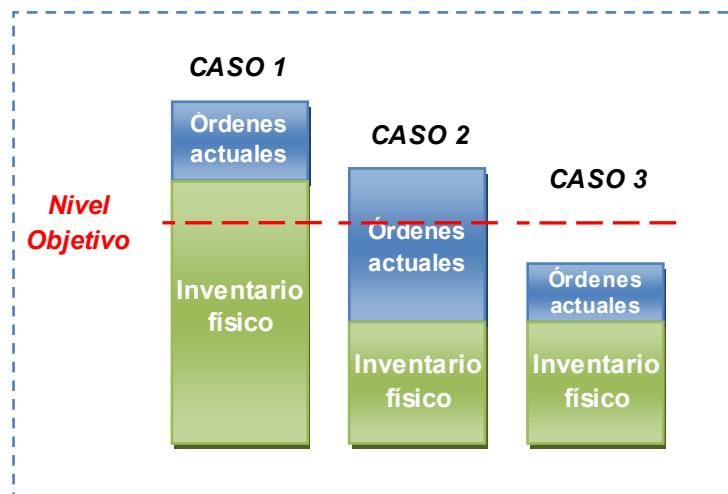 CASO 1
Órdenes
actuales
Inventario
físico
CASO 2
Órdenes
actuales
Inventario
físico
CASO 3
Órdenes
actuales
Inventario
físico
Nivel
Objetivo